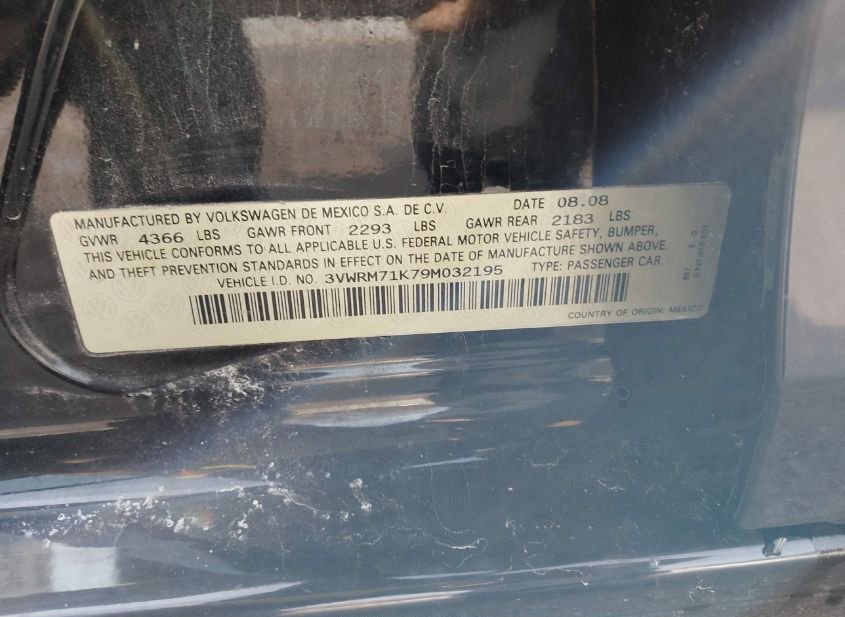 MANUFACTURED BY VOLKSWAGEN DE MEXICO S.A. DE C.V. DATE 08.08
GVWR 4366 LBS GAWR FRONT 2293 LBS GAWR REAR 2183 LBS
THIS VEHICLE CONFORMS TO ALL APPLICABLE U.S. FEDERAL MOTOR VEHICLE SAFETY, BUMPER,
AND THEFT PREVENTION STANDARDS IN EFFECT ON THE DATE OF MANUFACTURE SHOWN ABOVE.
VEHICLE I.D. NO. 3VWRM71K79M032195 TYPE: PASSENGER CAR
COUNTRY OF ORIGIN: MEXICO